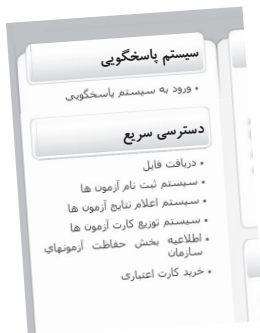 سیستم پاسخگویی
• ورود به سیستم پاسخگویی
دسترسی سریع
• دریافت فایل
• سیستم ثبت نام آزمون ها
• سیستم اعلام نتایج آزمون ها
• سیستم توزیع کارت آزمون ها
• اطلاعیه بخش حفاظت آزمونهای
سازمان
• خرید کارت اعتباری